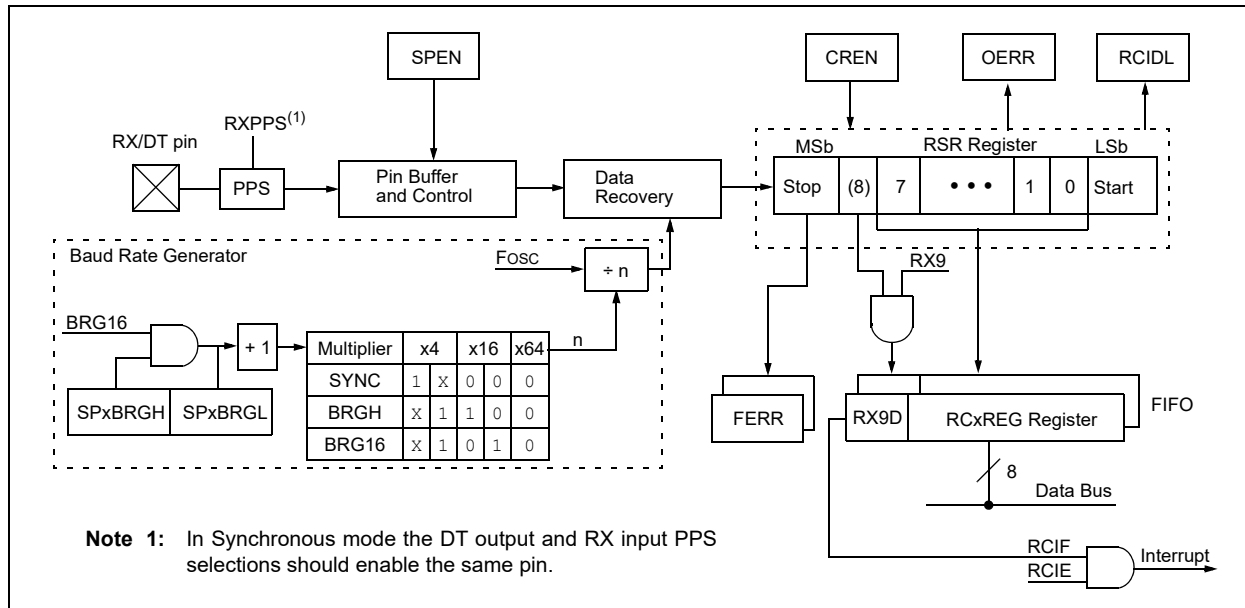 SPEN
CREN
OERR
RCIDL
RXPPS(1)
RX/DT pin
PPS
Pin Buffer
and Control
Data
Recovery
MSb
RSR Register
LSb
Stop (8) 7 • • • 1 0 Start
Baud Rate Generator
FOSC
÷ n
RX9
BRG16
+ 1
n
Multiplier x4 x16 x64
SYNC 1 X 0 0 0
BRGH X 1 1 0 0
BRG16 X 1 0 1 0
SPxBRGH SPxBRGL
FERR
RX9D RCxREG Register
FIFO
8
Data Bus
Note 1: In Synchronous mode the DT output and RX input PPS
selections should enable the same pin.
RCIF
RCIE
Interrupt